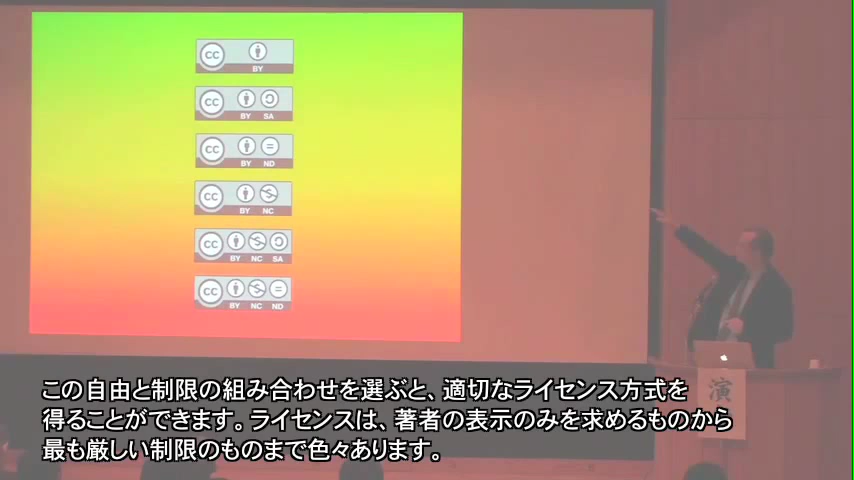 CC BY
CC BY SA
CC BY ND
CC BY NC
CC BY NC SA
CC BY NC ND
演
この自由と制限の組み合わせを選ぶと、適切なライセンス方式を
得ることができます。ライセンスは、著者の表示のみを求めるものから
最も厳しい制限のものまで色々あります。